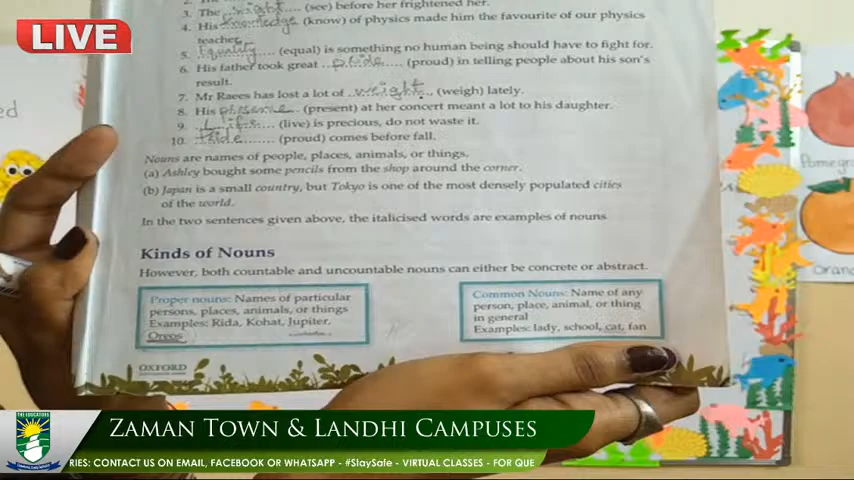 LIVE
3. The sight (see) before her frightened her.
4. His knowledge (know) of physics made him the favourite of our physics
teacher.
5. Equality (equal) is something no human being should have to fight for.
6. His father took great pride (proud) in telling people about his son's
result.
7. Mr Raees has lost a lot of weight (weigh) lately.
8. His presence (present) at her concert meant a lot to his daughter.
9. Life (live) is precious, do not waste it.
10. Pride (proud) comes before fall.
Nouns are names of people, places, animals, or things.
(a) Ashley bought some pencils from the shop around the corner.
(b) Japan is a small country, but Tokyo is one of the most densely populated cities
of the world.
In the two sentences given above, the italicised words are examples of nouns
Kinds of Nouns
However, both countable and uncountable nouns can either be concrete or abstract.
Proper nouns: Names of particular
persons, places, animals, or things
Examples: Rida, Kohat, Jupiter,
Oreos
Common Nouns: Name of any
person, place, animal, or thing
in general
Examples: lady, school, cat, fan
OXFORD
THE EDUCATORS
ZAMAN TOWN & LANDHI CAMPUSES
RIES: CONTACT US ON EMAIL, FACEBOOK OR WHATSAPP - #StaySafe - VIRTUAL CLASSES - FOR QUE